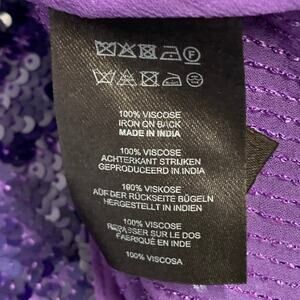 F
F
100% VISCOSE
IRON ON BACK
MADE IN INDIA
100% VISCOSE
ACHTERKANT STRIJKEN
GEPRODUCEERD IN INDIA
100% VISKOSE
AUF DER RÜCKSEITE BÜGELN
HERGESTELLT IN INDIEN
100% VISCOSE
REPASSER SUR LE DOS
FABRIQUÉ EN INDE
100% VISCOSA